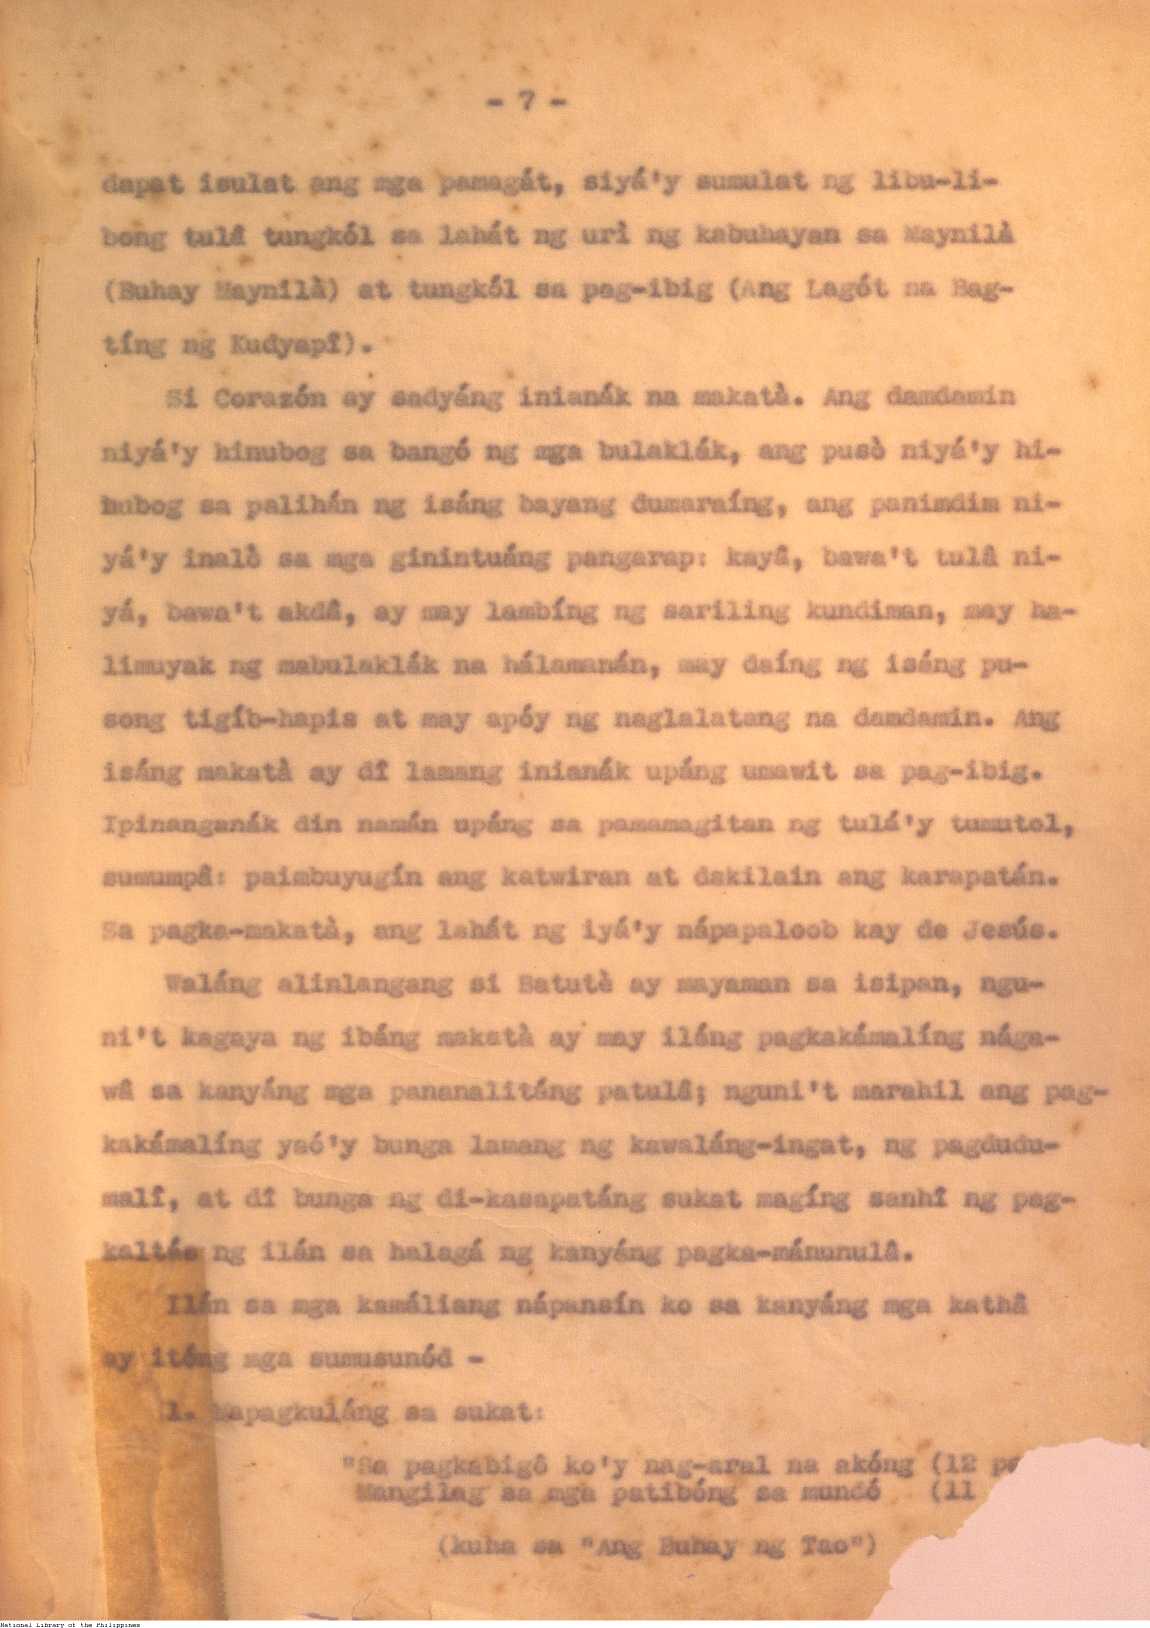 - 7 -
dapat isulat ang mga pamagát, siyá'y sumulat ng libu-li-
bong tulâ tungkól sa lahát ng urì ng kabuhayan sa Maynilà
(Buhay Maynilà) at tungkól sa pag-ibig (Ang Lagót na Bag-
tíng ng Kudyapî).
Si Corazón ay sadyáng inianák na makatà. Ang damdamin
niyá'y hinubog sa bangó ng mga bulaklák, ang pusò niyá'y hi-
nubog sa palihán ng isáng bayang dumaraíng, ang panimdim ni-
yá'y inalò sa mga ginintuáng pangarap: kayâ, bawa't tulâ ni-
yá, bawa't akdâ, ay may lambíng ng sariling kundiman, may ha-
limuyak ng mabulaklák na hálamanán, may daíng ng isáng pu-
song tigíb-hapis at may apóy ng naglalatang na damdamin. Ang
isáng makatà ay dî lamang inianák upáng umawit sa pag-ibig.
Ipinanganák din namán upáng sa pamamagitan ng tulá'y tumutol,
sumumpâ: paimbuyugín ang katwiran at dakilain ang karapatán.
Sa pagka-makatà, ang lahát ng iyá'y nápapaloob kay de Jesús.
Waláng alinlangang si Batutè ay mayaman sa isipan, ngu-
ni't kagaya ng ibáng makatà ay may iláng pagkakámalíng nága-
wâ sa kanyáng mga pananalitáng patulâ; nguni't marahil ang pag-
kakámalíng yaó'y bunga lamang ng kawaláng-ingat, ng pagdudu-
malî, at dî bunga ng di-kasapatáng sukat magíng sanhî ng pag-
kaltás ng ilán sa halagá ng kanyáng pagka-mánunulâ.
Ilán sa mga kamáliang nápansín ko sa kanyáng mga kathâ
ay itóng mga sumusunód -
1. Napagkuláng sa sukat:
"Sa pagkabigô ko'y nag-aral na akóng (12
Mangilag sa mga patibóng sa mundó (11
(kuha sa "Ang Buhay ng Tao")
National Library of the Philippines